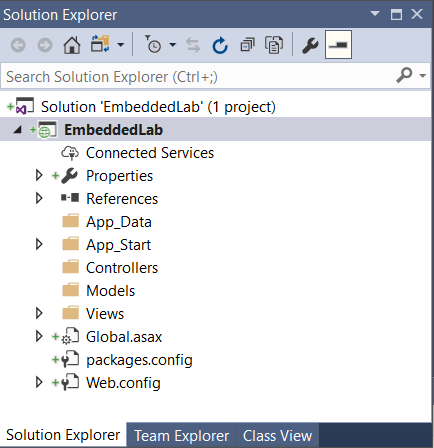 Solution Explorer
Search Solution Explorer (Ctrl+;)
Solution 'EmbeddedLab' (1 project)
EmbeddedLab
Connected Services
Properties
References
App_Data
App_Start
Controllers
Models
Views
Global.asax
packages.config
Web.config
Solution Explorer Team Explorer Class View